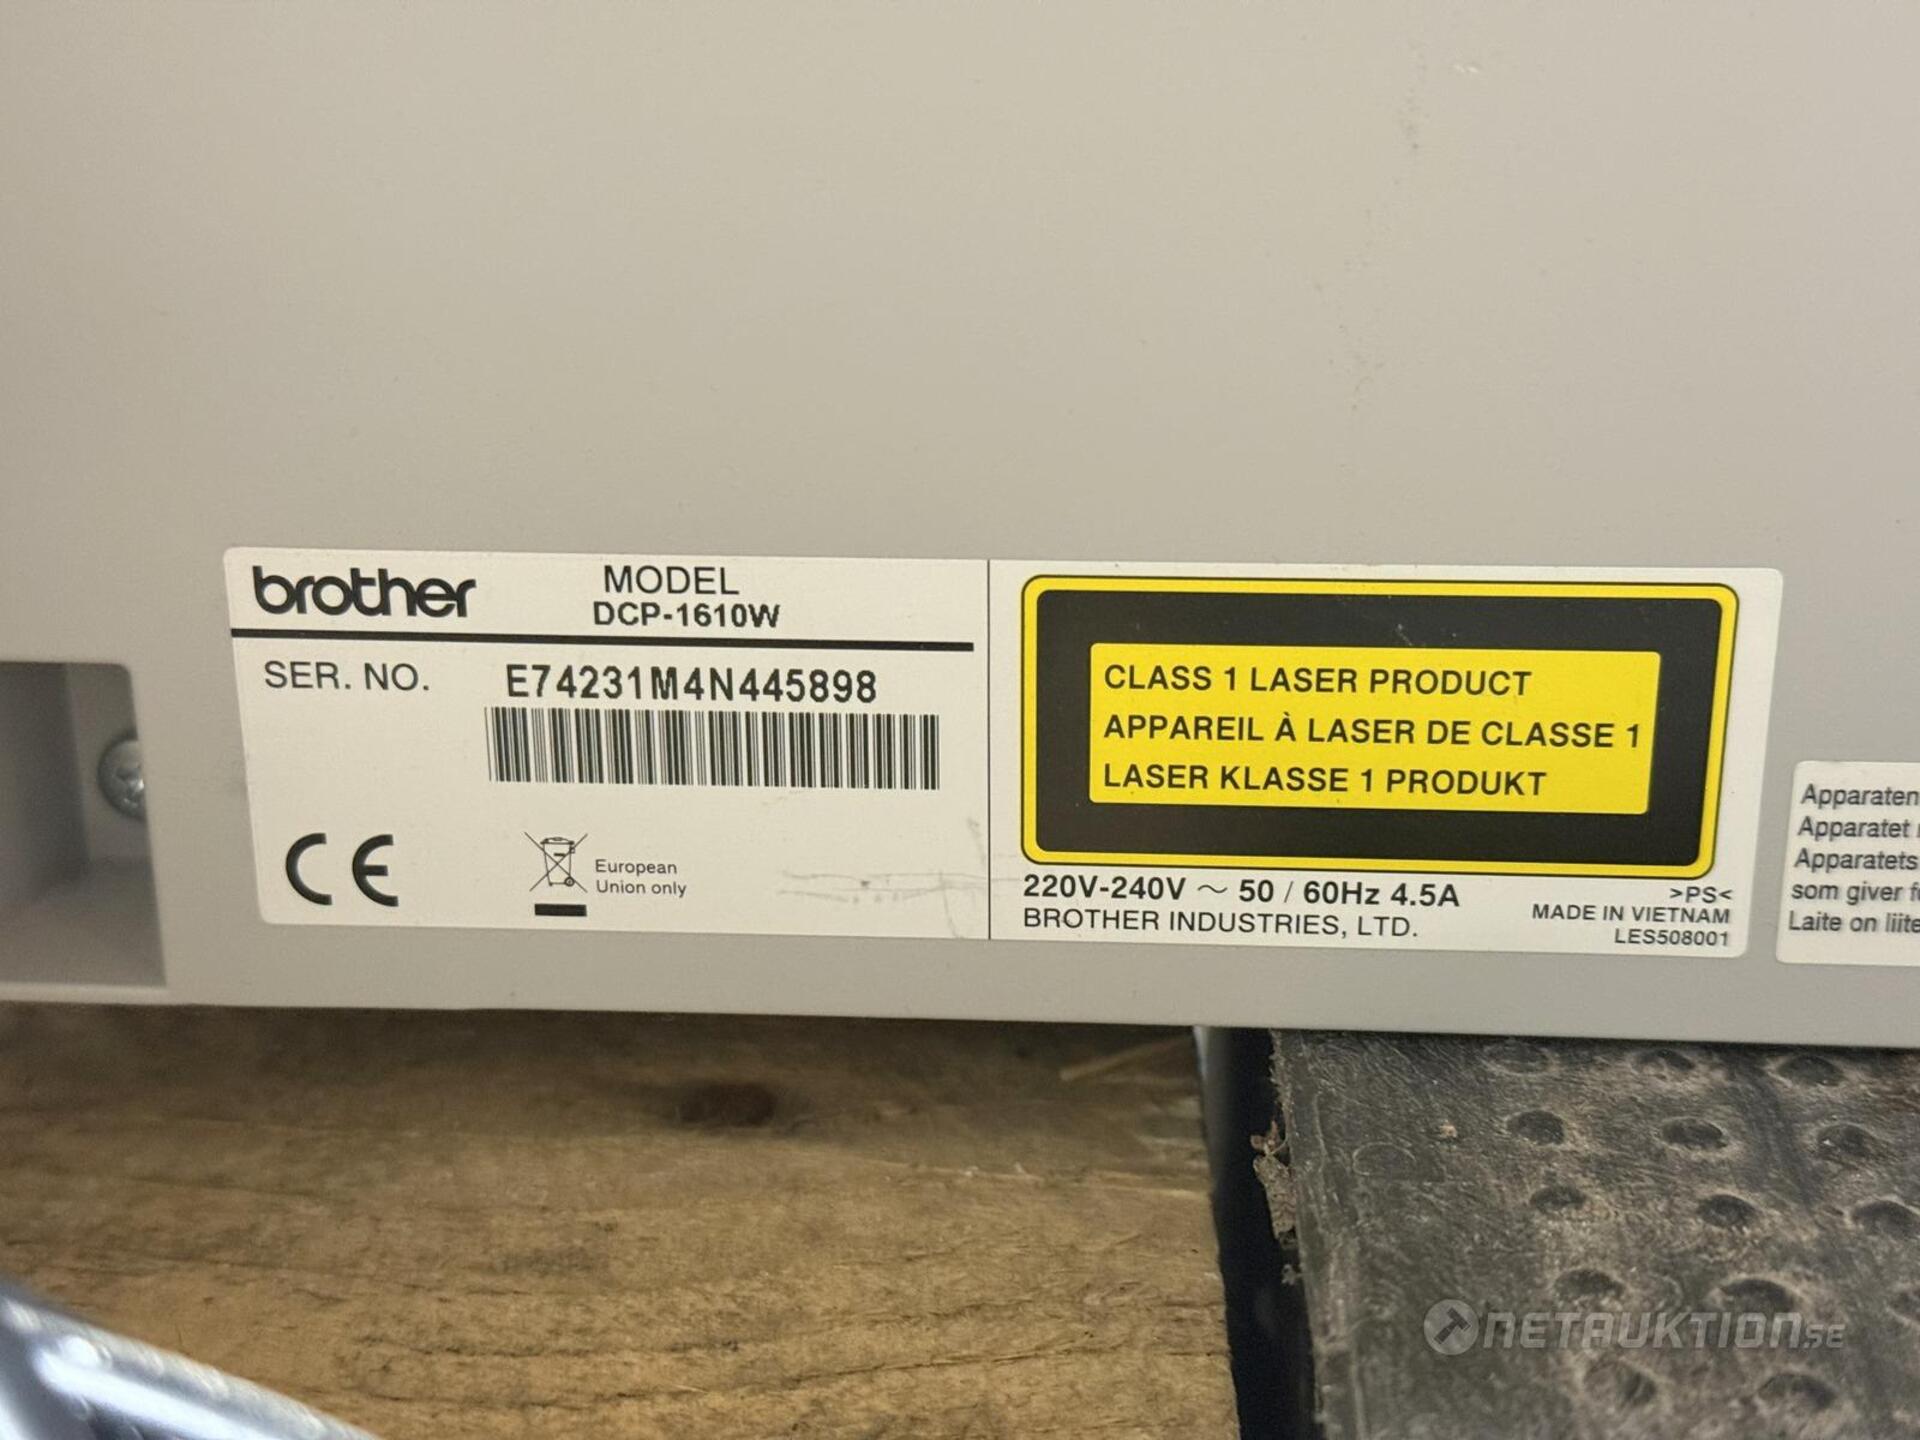 brother
MODEL
DCP-1610W
SER. NO. E74231M4N445898
CE
European
Union only
CLASS 1 LASER PRODUCT
APPAREIL À LASER DE CLASSE 1
LASER KLASSE 1 PRODUKT
220V-240V ～ 50 / 60Hz 4.5A
BROTHER INDUSTRIES, LTD.
>PS<
MADE IN VIETNAM
LES508001
Apparaten
Apparatet
Apparatets
som giver
Laite on
NETAUKTION.SE